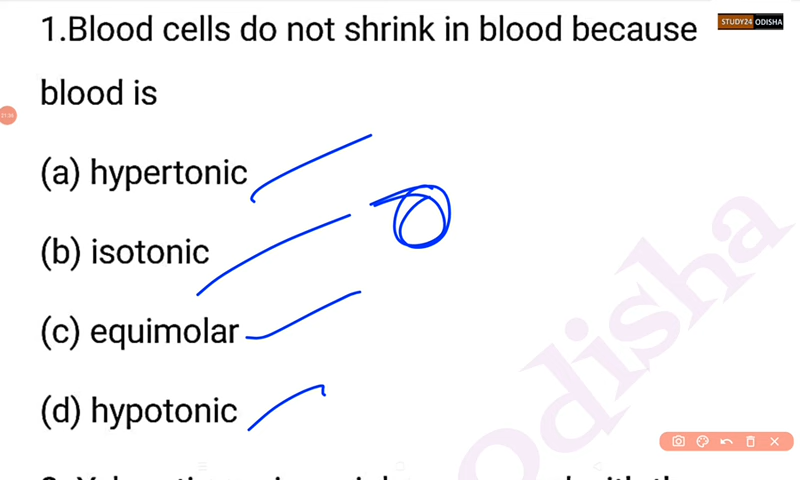 STUDY24 ODISHA
1.Blood cells do not shrink in blood because
blood is
(a) hypertonic
(b) isotonic
(c) equimolar
(d) hypotonic
odisha